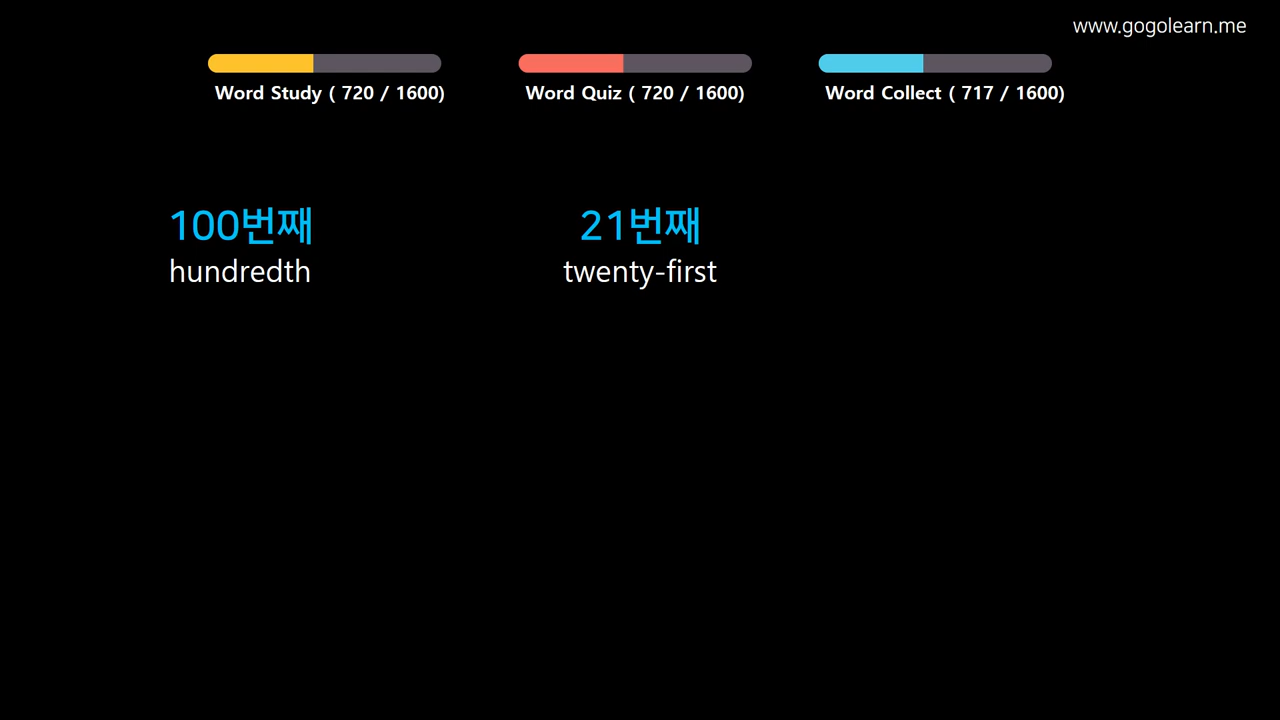 www.gogolearn.me
Word Study ( 720 / 1600)
Word Quiz ( 720 / 1600)
Word Collect ( 717 / 1600)
100번째
hundredth
21번째
twenty-first